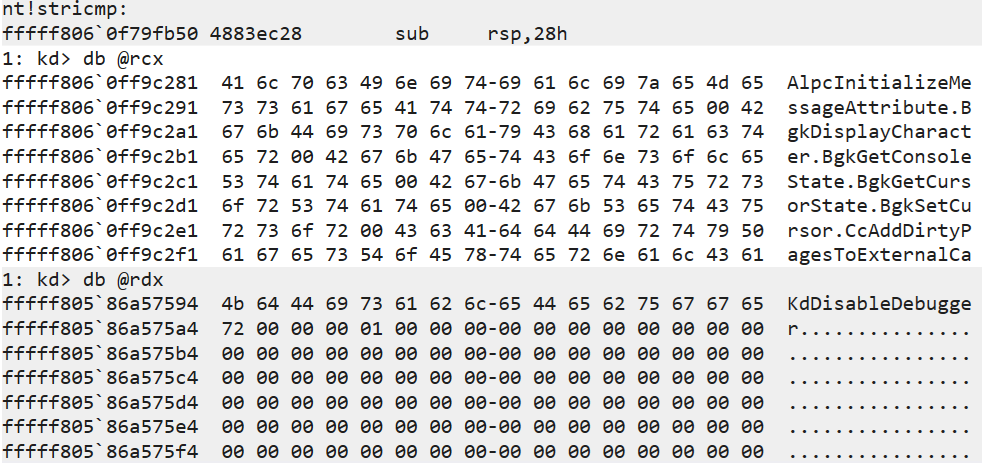 nt!stricmp:
fffff806`0f79fb50 4883ec28        sub     rsp,28h
1: kd> db @rcx
fffff806`0ff9c281  41 6c 70 63 49 6e 69 74-69 61 6c 69 7a 65 4d 65  AlpcInitializeMe
fffff806`0ff9c291  73 73 61 67 65 41 74 74-72 69 62 75 74 65 00 42  ssageAttribute.B
fffff806`0ff9c2a1  67 6b 44 69 73 70 6c 61-79 43 68 61 72 61 63 74  gkDisplayCharact
fffff806`0ff9c2b1  65 72 00 42 67 6b 47 65-74 43 6f 6e 73 6f 6c 65  er.BgkGetConsole
fffff806`0ff9c2c1  53 74 61 74 65 00 42 67-6b 47 65 74 43 75 72 73  State.BgkGetCurs
fffff806`0ff9c2d1  6f 72 53 74 61 74 65 00-42 67 6b 53 65 74 43 75  orState.BgkSetCu
fffff806`0ff9c2e1  72 73 6f 72 00 43 63 41-64 64 44 69 72 74 79 50  rsor.CcAddDirtyP
fffff806`0ff9c2f1  61 67 65 73 54 6f 45 78-74 65 72 6e 61 6c 43 61  agesToExternalCa
1: kd> db @rdx
fffff805`86a57594  4b 64 44 69 73 61 62 6c-65 44 65 62 75 67 67 65  KdDisableDebugge
fffff805`86a575a4  72 00 00 00 01 00 00 00-00 00 00 00 00 00 00 00  r...............
fffff805`86a575b4  00 00 00 00 00 00 00 00-00 00 00 00 00 00 00 00  ................
fffff805`86a575c4  00 00 00 00 00 00 00 00-00 00 00 00 00 00 00 00  ................
fffff805`86a575d4  00 00 00 00 00 00 00 00-00 00 00 00 00 00 00 00  ................
fffff805`86a575e4  00 00 00 00 00 00 00 00-00 00 00 00 00 00 00 00  ................
fffff805`86a575f4  00 00 00 00 00 00 00 00-00 00 00 00 00 00 00 00  ................